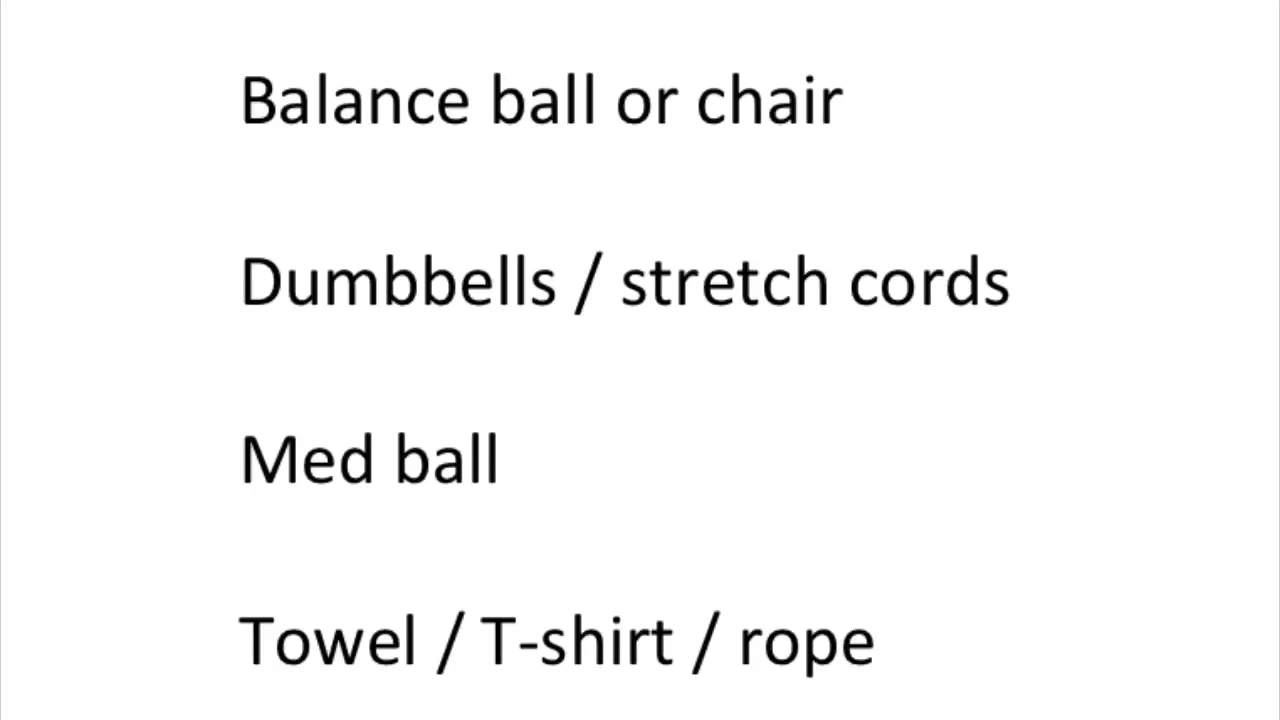 Balance ball or chair
Dumbbells / stretch cords
Med ball
Towel / T-shirt / rope